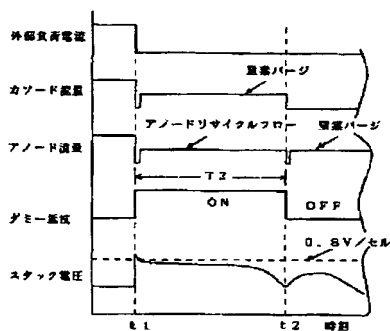 外部負荷電流
カソード流量
窒素パージ
アノードリサイクルフロー
窒素パージ
アノード流量
T2
ON
OFF
ダミー抵抗
0.8V/セル
スタック電圧
t1
t2
時刻